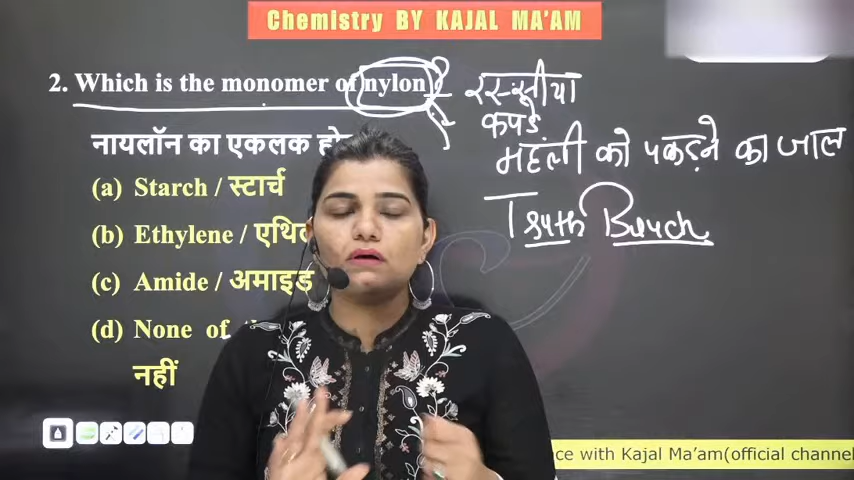 Chemistry BY KAJAL MA'AM
2. Which is the monomer of nylon
नायलॉन का एकलक हो
(a) Starch / स्टार्च
(b) Ethylene / एथि
(c) Amide / अमाइड
(d) None of
नहीं
रस्सीया
कपडे
मछली को पकड़ने का जाल
Tooth Brush
ce with Kajal Ma'am(official channel